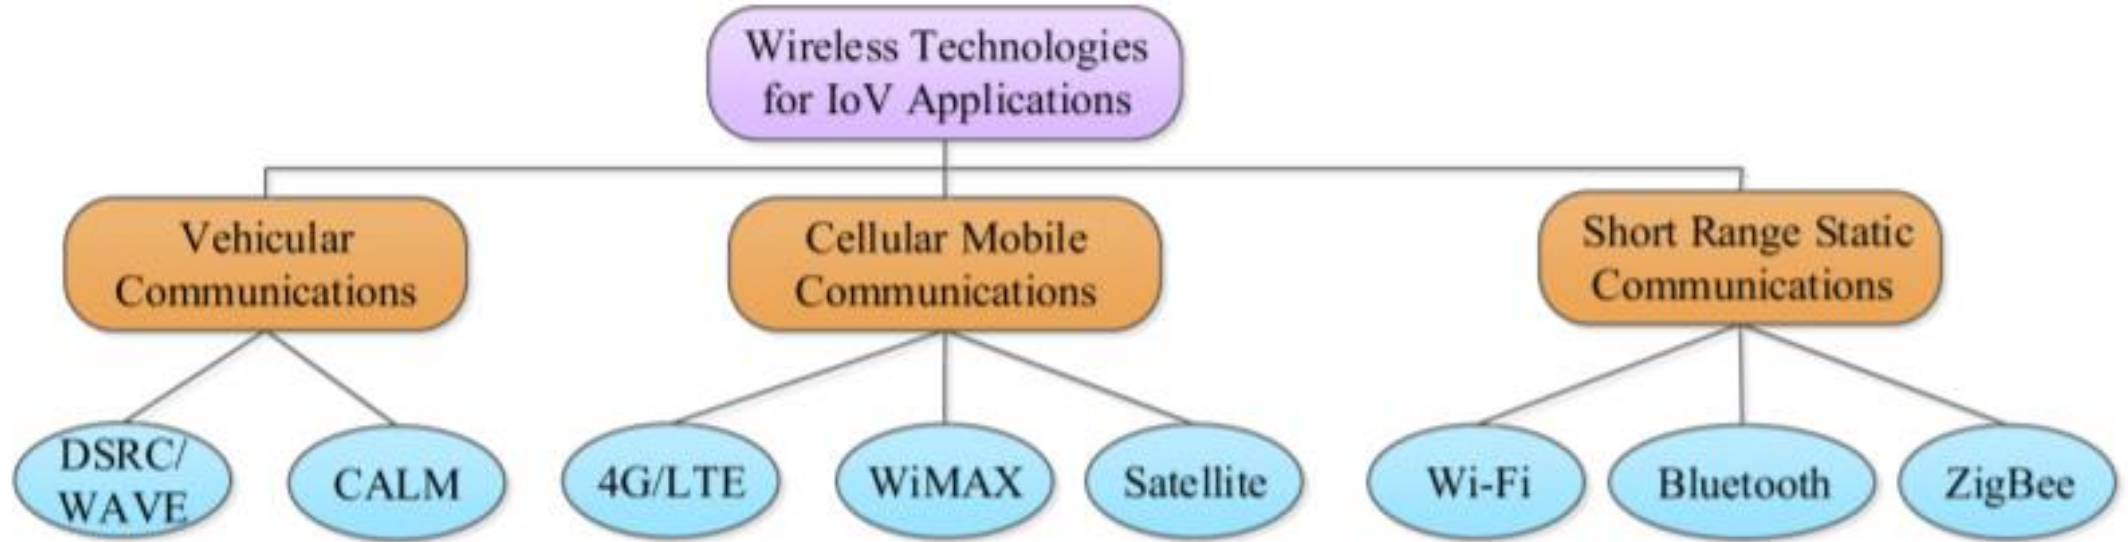 Wireless Technologies
for IoV Applications
Vehicular
Communications
Cellular Mobile
Communications
Short Range Static
Communications
DSRC/
WAVE
CALM
4G/LTE
WiMAX
Satellite
Wi-Fi
Bluetooth
ZigBee